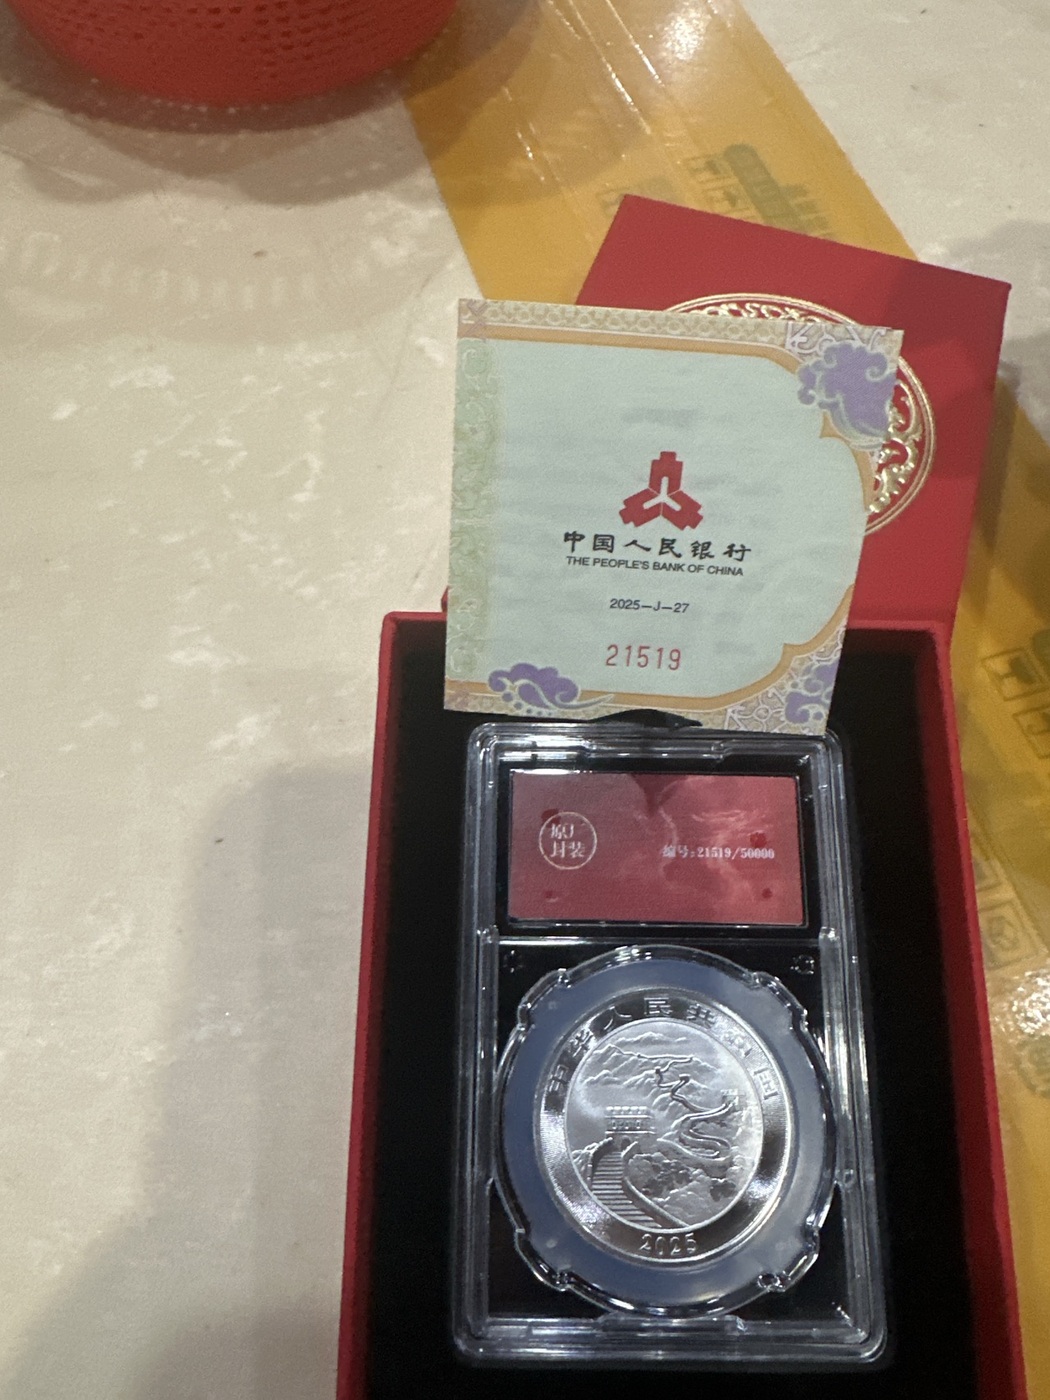 中国人民银行
THE PEOPLE'S BANK OF CHINA
2025—J—27
21519
原厂
封装
编号:21519/50000
中华人民共和国
2025